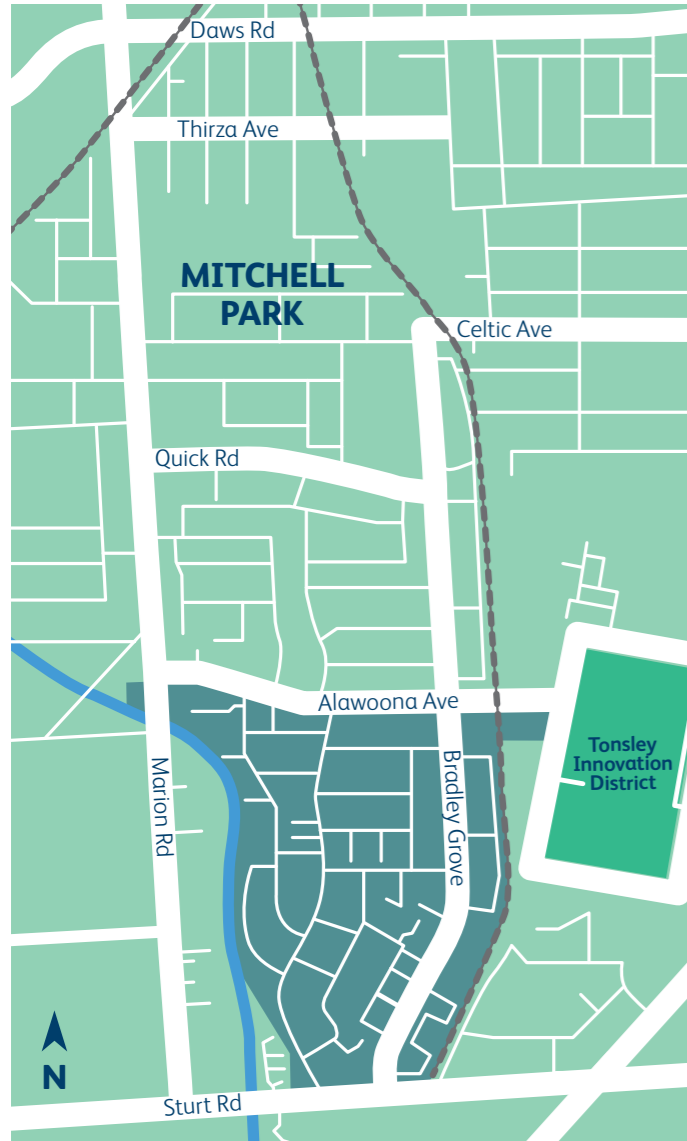 Daws Rd
Thirza Ave
MITCHELL
PARK
Celtic Ave
Quick Rd
Alawoona Ave
Tonsley
Innovation
District
Marion Rd
Bradley Grove
N
Sturt Rd